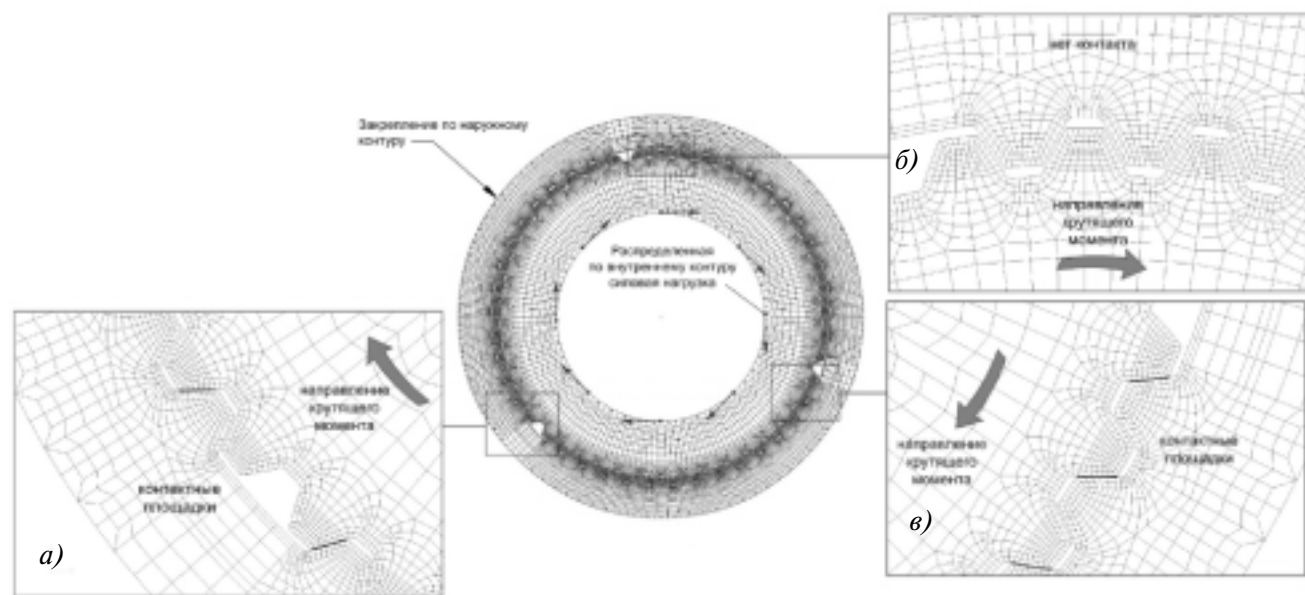 нет контакта
Закрепление по наружному
контуру
б)
направление
крутящего
момента
Распределенная
по внутреннему контуру
силовая нагрузка
направление
крутящего
момента
контактные
площадки
а)
направление
крутящего
момента
контактные
площадки
в)